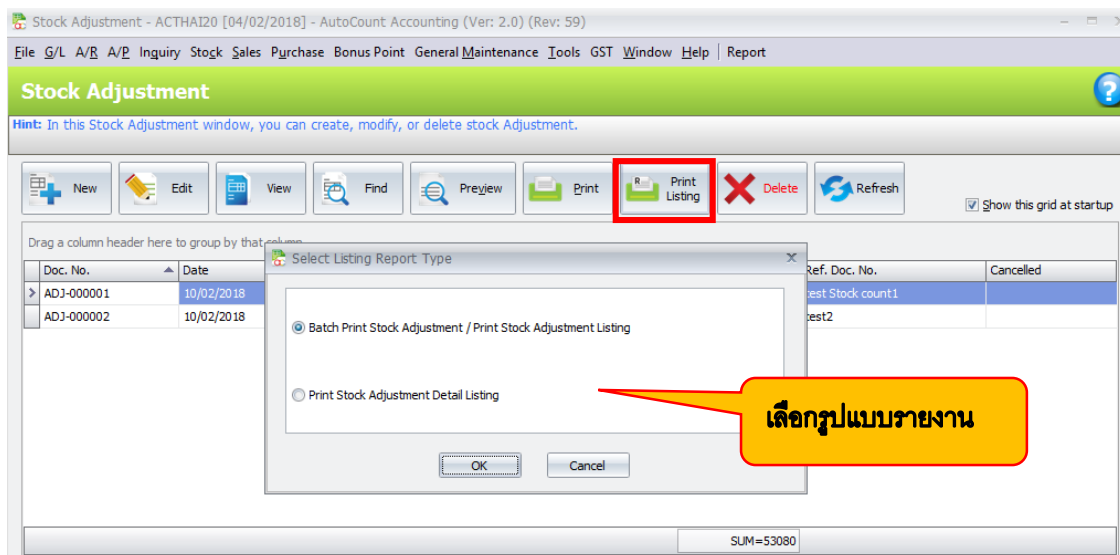 Stock Adjustment - ACTHAI20 [04/02/2018] - AutoCount Accounting (Ver: 2.0) (Rev: 59)
File G/L A/R A/P Inquiry Stock Sales Purchase Bonus Point General Maintenance Tools GST Window Help Report
Stock Adjustment
?
Hint: In this Stock Adjustment window, you can create, modify, or delete stock Adjustment.
New Edit View Find Preview Print Print Listing Delete Refresh
Show this grid at startup
Drag a column header here to group by that column
Doc. No. Date Ref. Doc. No. Cancelled
ADJ-000001 10/02/2018 test Stock count1
ADJ-000002 10/02/2018 test2
Select Listing Report Type
Batch Print Stock Adjustment / Print Stock Adjustment Listing
Print Stock Adjustment Detail Listing
เลือกรูปแบบรายงาน
OK Cancel
SUM=53080